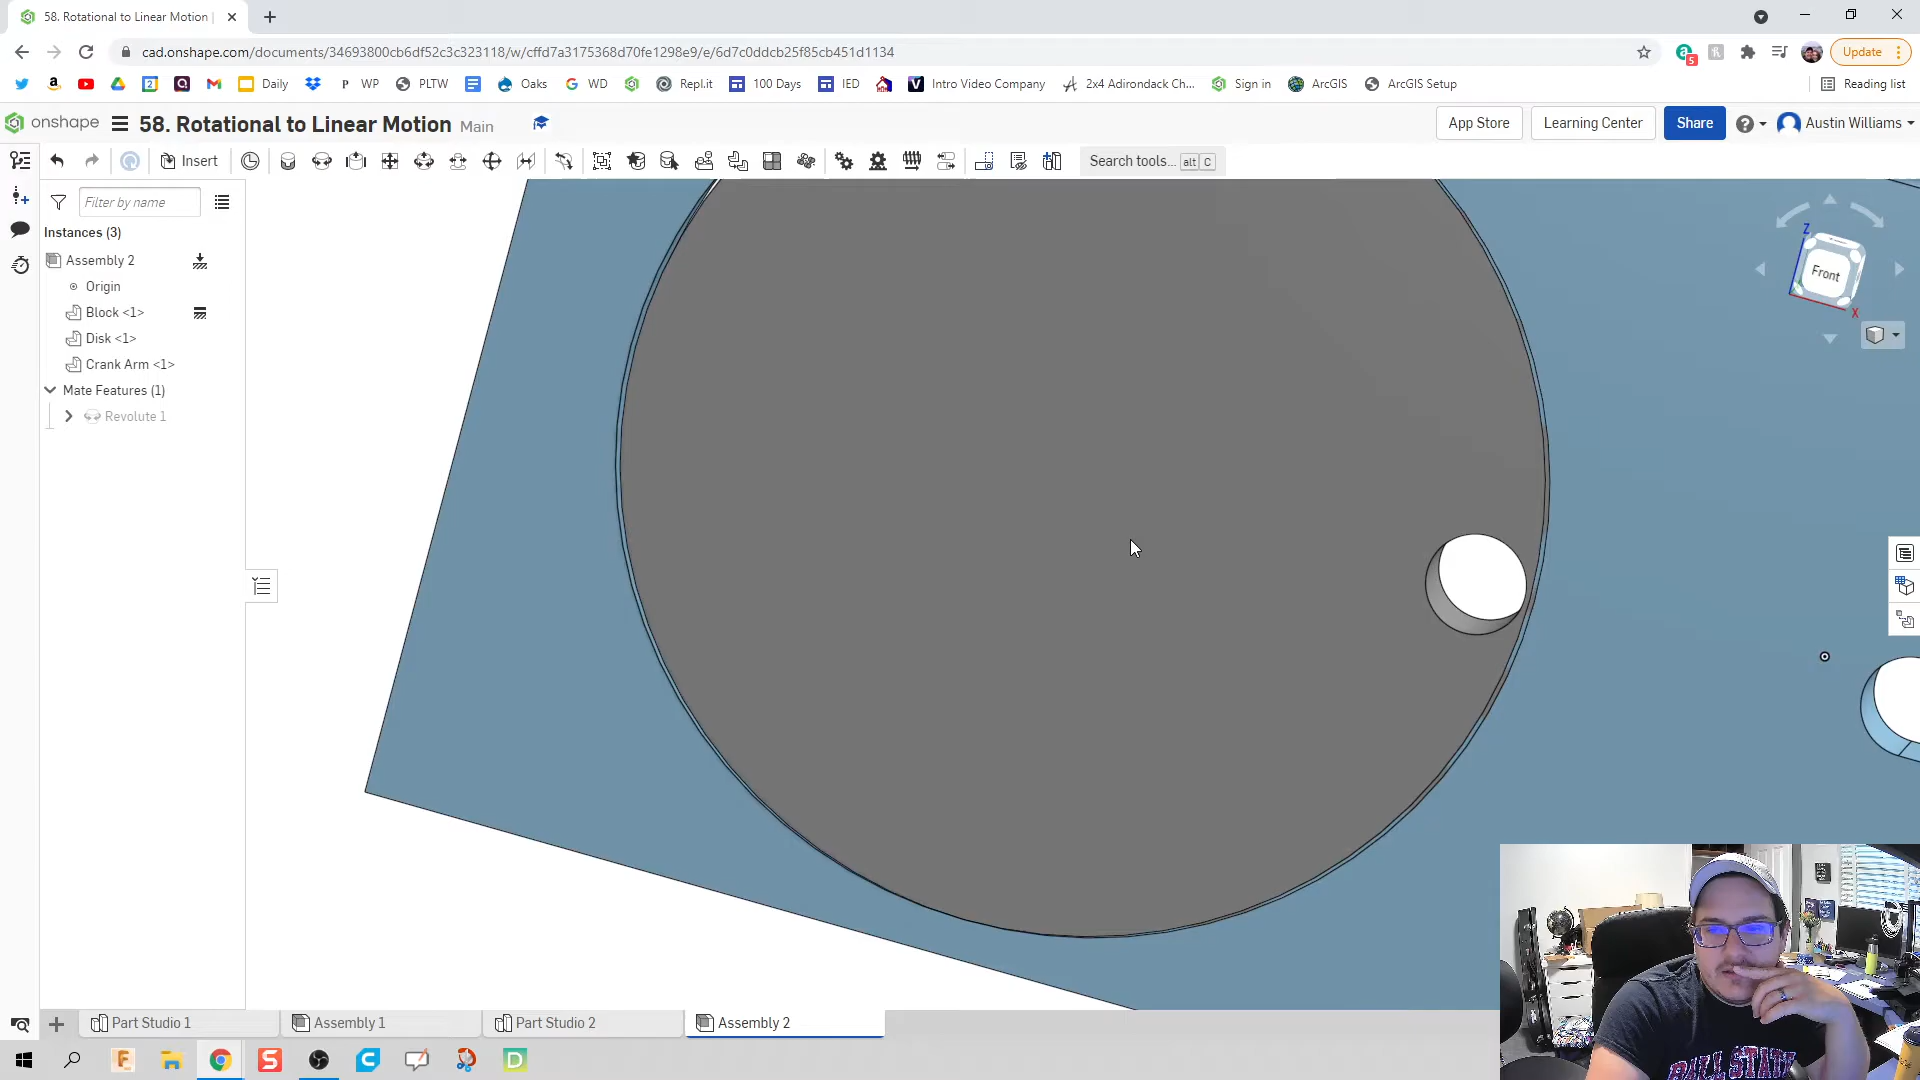 58. Rotational to Linear Motion |
cad.onshape.com/documents/34693800cb6df52c3c323118/w/cffd7a3175368d70fe1298e9/e/6d7c0ddcb25f85cb451d1134
5
Update
Daily
P WP
PLTW
Oaks
G WD
Repl.it
100 Days
IED
Intro Video Company
2x4 Adirondack Ch...
Sign in
ArcGIS
ArcGIS Setup
Reading list
onshape
58. Rotational to Linear Motion Main
App Store
Learning Center
Share
Austin Williams
Insert
Search tools... alt C
Filter by name
Instances (3)
Assembly 2
Origin
Block <1>
Disk <1>
Crank Arm <1>
Mate Features (1)
Revolute 1
Z
Front
X
BALL STATE
Part Studio 1
Assembly 1
Part Studio 2
Assembly 2